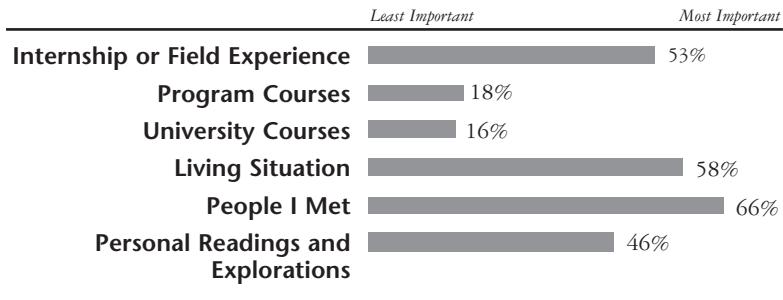 Least Important Most Important
Internship or Field Experience 53%
Program Courses 18%
University Courses 16%
Living Situation 58%
People I Met 66%
Personal Readings and 46%
Explorations